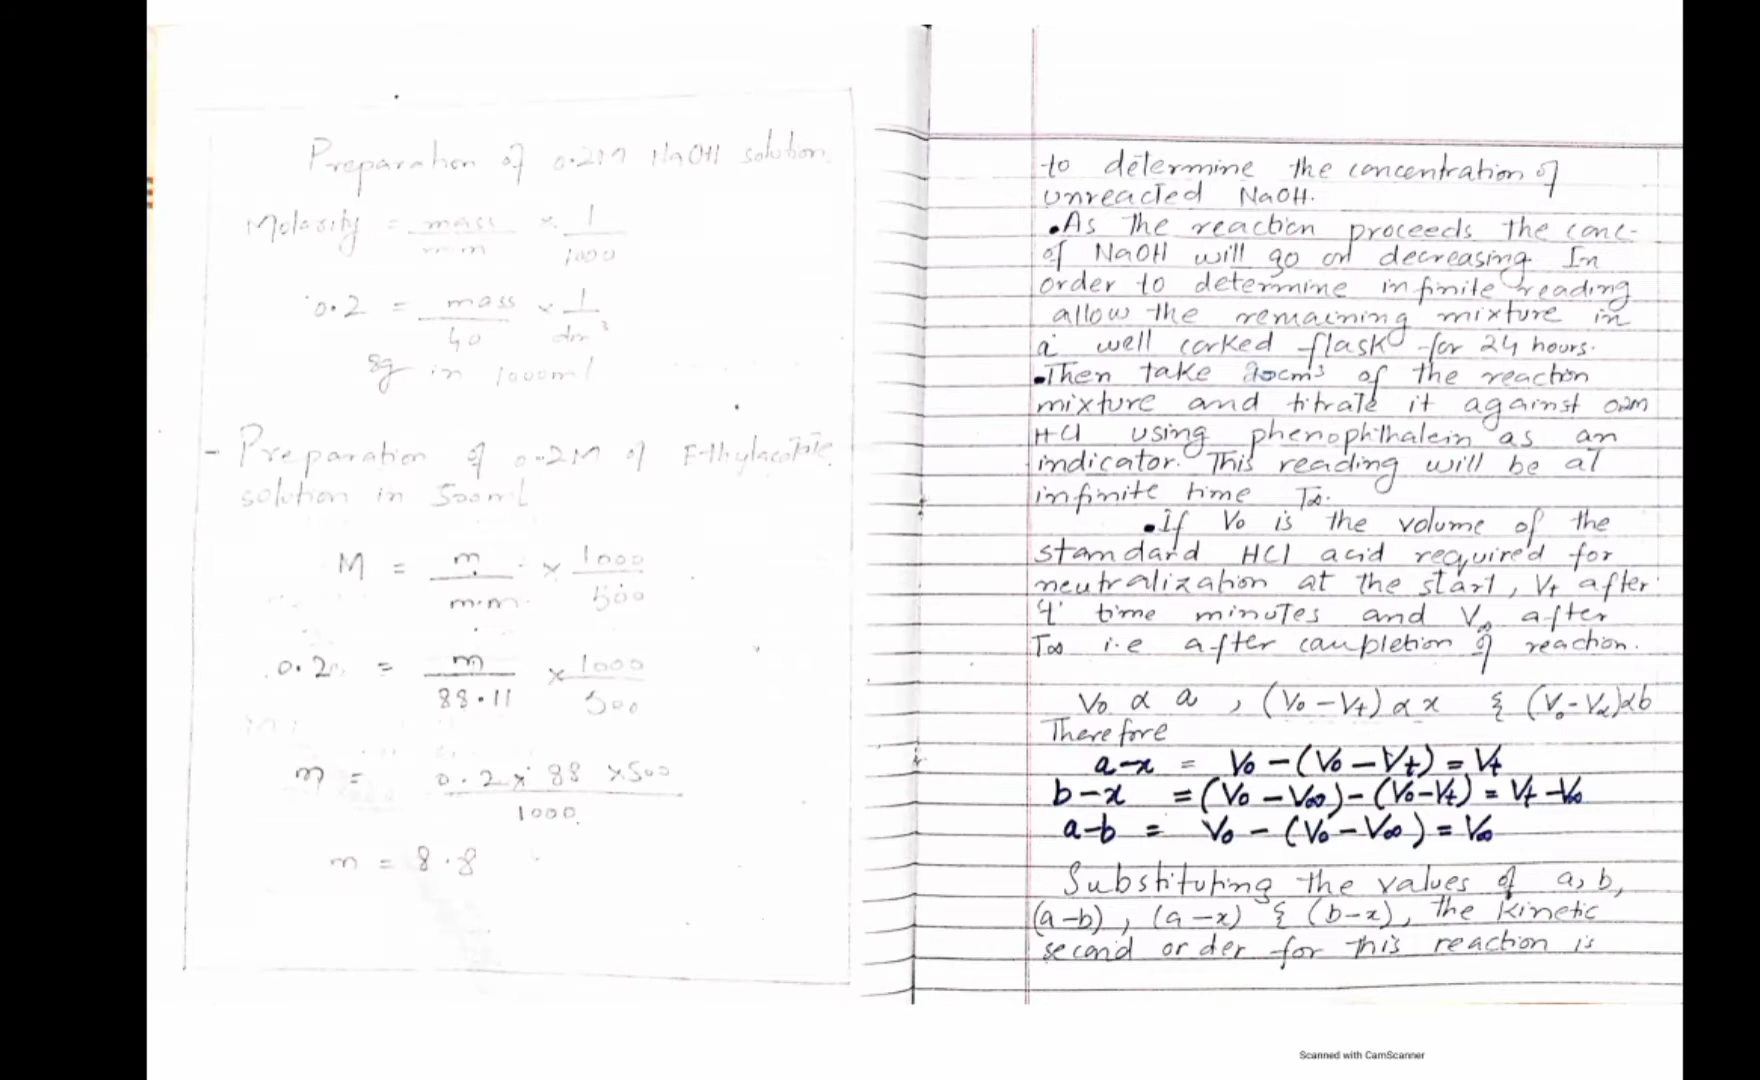 Preparation of 0.2M NaOH solution.
Molarity = mass / m.m × 1 / 1000
0.2 = mass / 40 × 1 / dm³
8g in 1000ml
- Preparation of 0.2M of Ethylacetate
solution in 500ml
M = m / m.m. × 1000 / 500
0.2 = m / 88.11 × 1000 / 500
m = 0.2 × 88 × 500 / 1000
m = 8.8
to determine the concentration of
unreacted NaOH.
• As the reaction proceeds the conc-
of NaOH will go on decreasing In
order to determine infinite reading
allow the remaining mixture in
a well corked flask for 24 hours.
• Then take 20cm³ of the reaction
mixture and titrate it against 0.2M
HCl using phenophthalein as an
indicator. This reading will be at
infinite time T∞.
• If V₀ is the volume of the
standard HCl acid required for
neutralization at the start, Vt after
't' time minutes and V∞ after
T∞ i.e after caupletion of reaction.
V₀ α a , (V₀ – Vt) α x & (V₀ - Vα) α b
Therefore
a – x = V₀ – (V₀ – Vt) = Vt
b – x = (V₀ – V∞) – (V₀ – Vt) = Vt – V∞
a – b = V₀ – (V₀ – V∞) = V∞
Substituting the values of a, b,
(a – b), (a – x) & (b – x), the kinetic
second order for this reaction is
Scanned with CamScanner